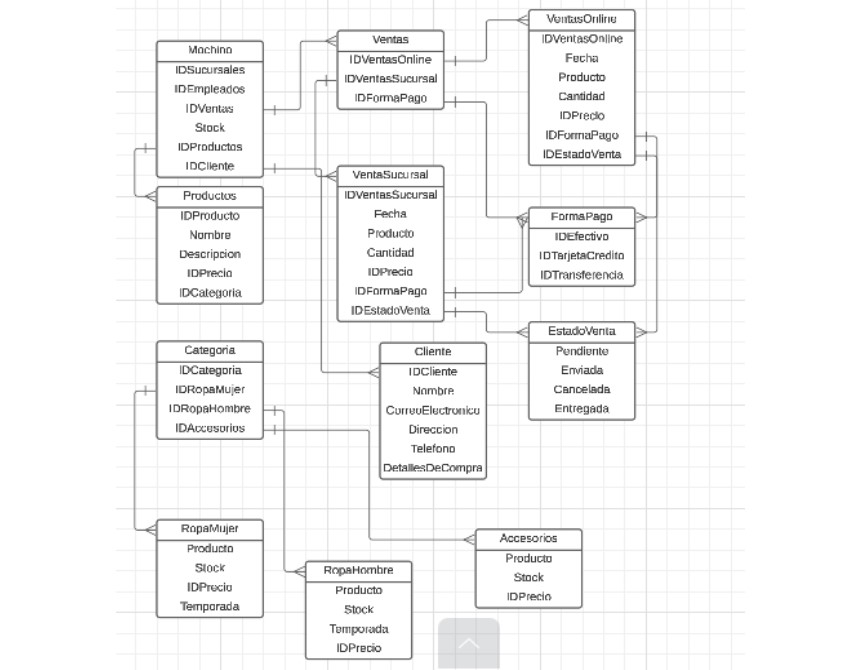 Mochino
IDSucursales
IDEmpleados
IDVentas
Stock
IDProductos
IDCliente
Productos
IDProducto
Nombre
Descripcion
IDPrecio
IDCategoria
Ventas
IDVentasOnline
IDVentasSucursal
IDFormaPago
VentaSucursal
IDVentasSucursal
Fecha
Producto
Cantidad
IDPrecio
IDFormaPago
IDEstadoVenta
VentasOnline
IDVentasOnline
Fecha
Producto
Cantidad
IDPrecio
IDFormaPago
IDEstadoVenta
FormaPago
IDEfectivo
IDTarjetaCredito
IDTransferencia
EstadoVenta
Pendiente
Enviada
Cancelada
Entregada
Categoria
IDCategoria
IDRopaMujer
IDRopaHombre
IDAccesorios
Cliente
IDCliente
Nombre
CorreoElectronico
Direccion
Telefono
DetallesDeCompra
RopaMujer
Producto
Stock
IDPrecio
Temporada
RopaHombre
Producto
Stock
Temporada
IDPrecio
Accesorios
Producto
Stock
IDPrecio